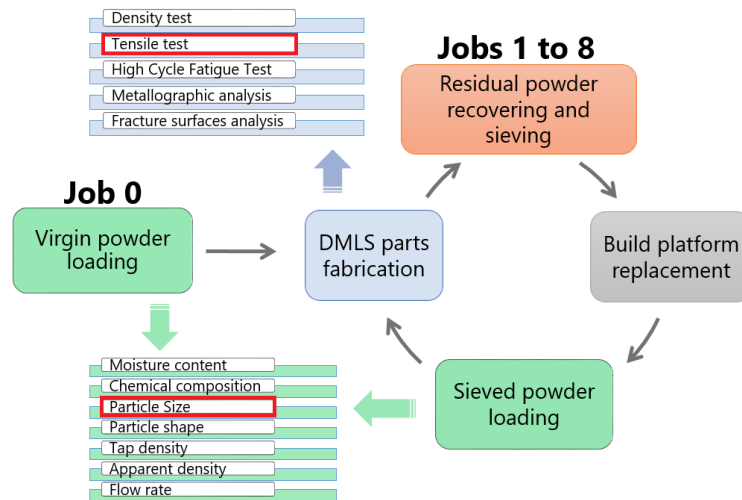 Density test
Tensile test
High Cycle Fatigue Test
Metallographic analysis
Fracture surfaces analysis
Jobs 1 to 8
Residual powder
recovering and
sieving
Job 0
Virgin powder
loading
DMLS parts
fabrication
Build platform
replacement
Sieved powder
loading
Moisture content
Chemical composition
Particle Size
Particle shape
Tap density
Apparent density
Flow rate